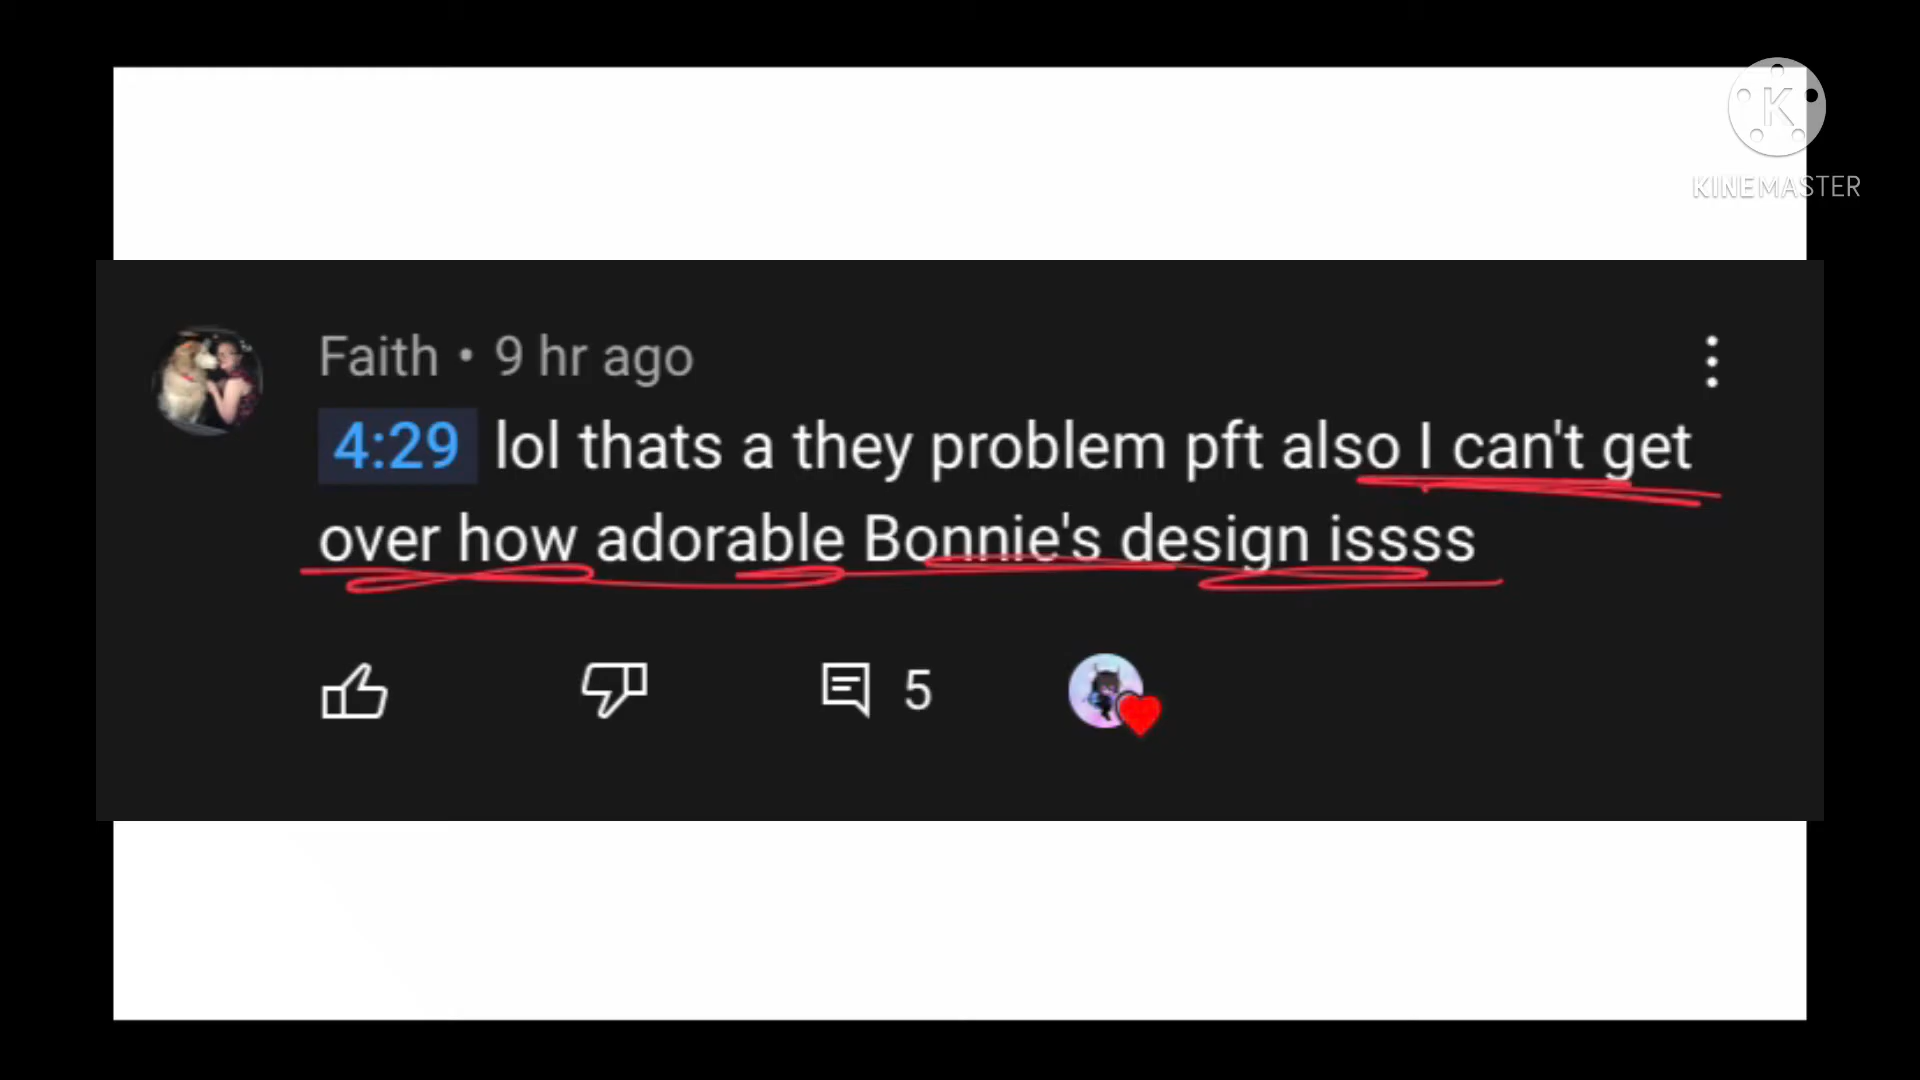 K
KINEMASTER
Faith • 9 hr ago
4:29 lol thats a they problem pft also I can't get
over how adorable Bonnie's design issss
5